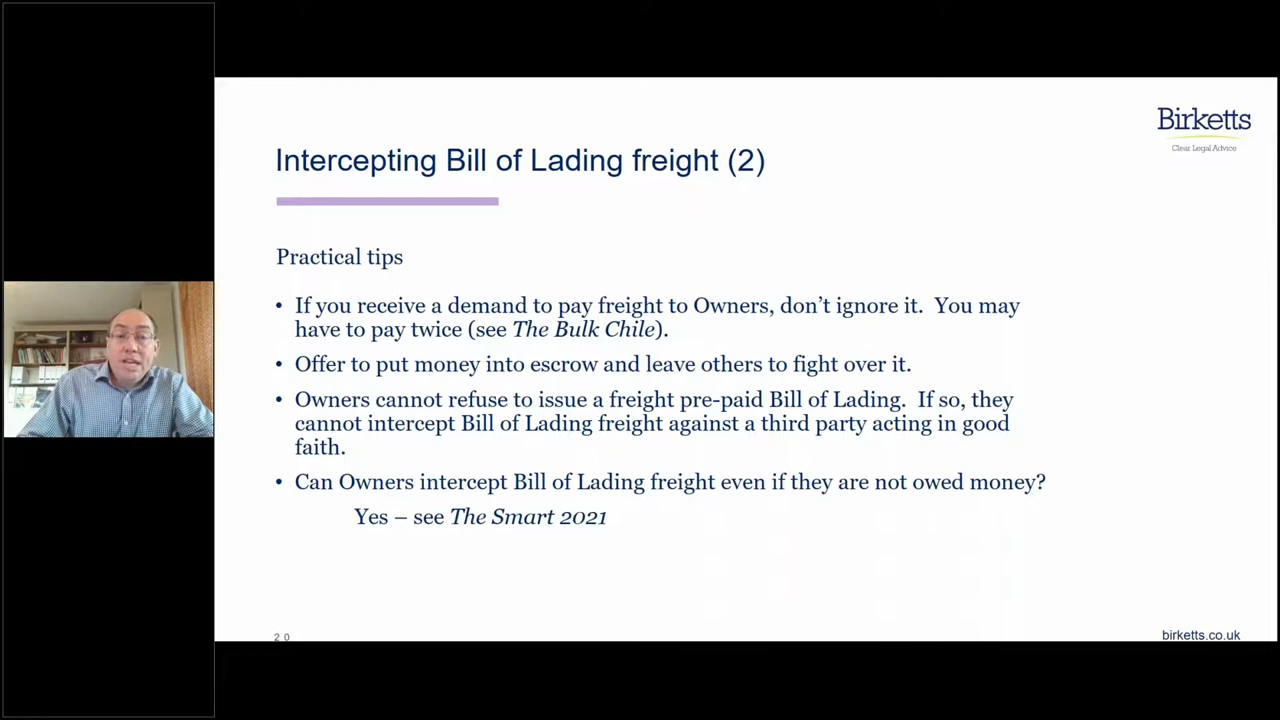 Birketts
Clear Legal Advice
Intercepting Bill of Lading freight (2)
Practical tips
• If you receive a demand to pay freight to Owners, don’t ignore it. You may
have to pay twice (see The Bulk Chile).
• Offer to put money into escrow and leave others to fight over it.
• Owners cannot refuse to issue a freight pre-paid Bill of Lading. If so, they
cannot intercept Bill of Lading freight against a third party acting in good
faith.
• Can Owners intercept Bill of Lading freight even if they are not owed money?
Yes – see The Smart 2021
20
birketts.co.uk